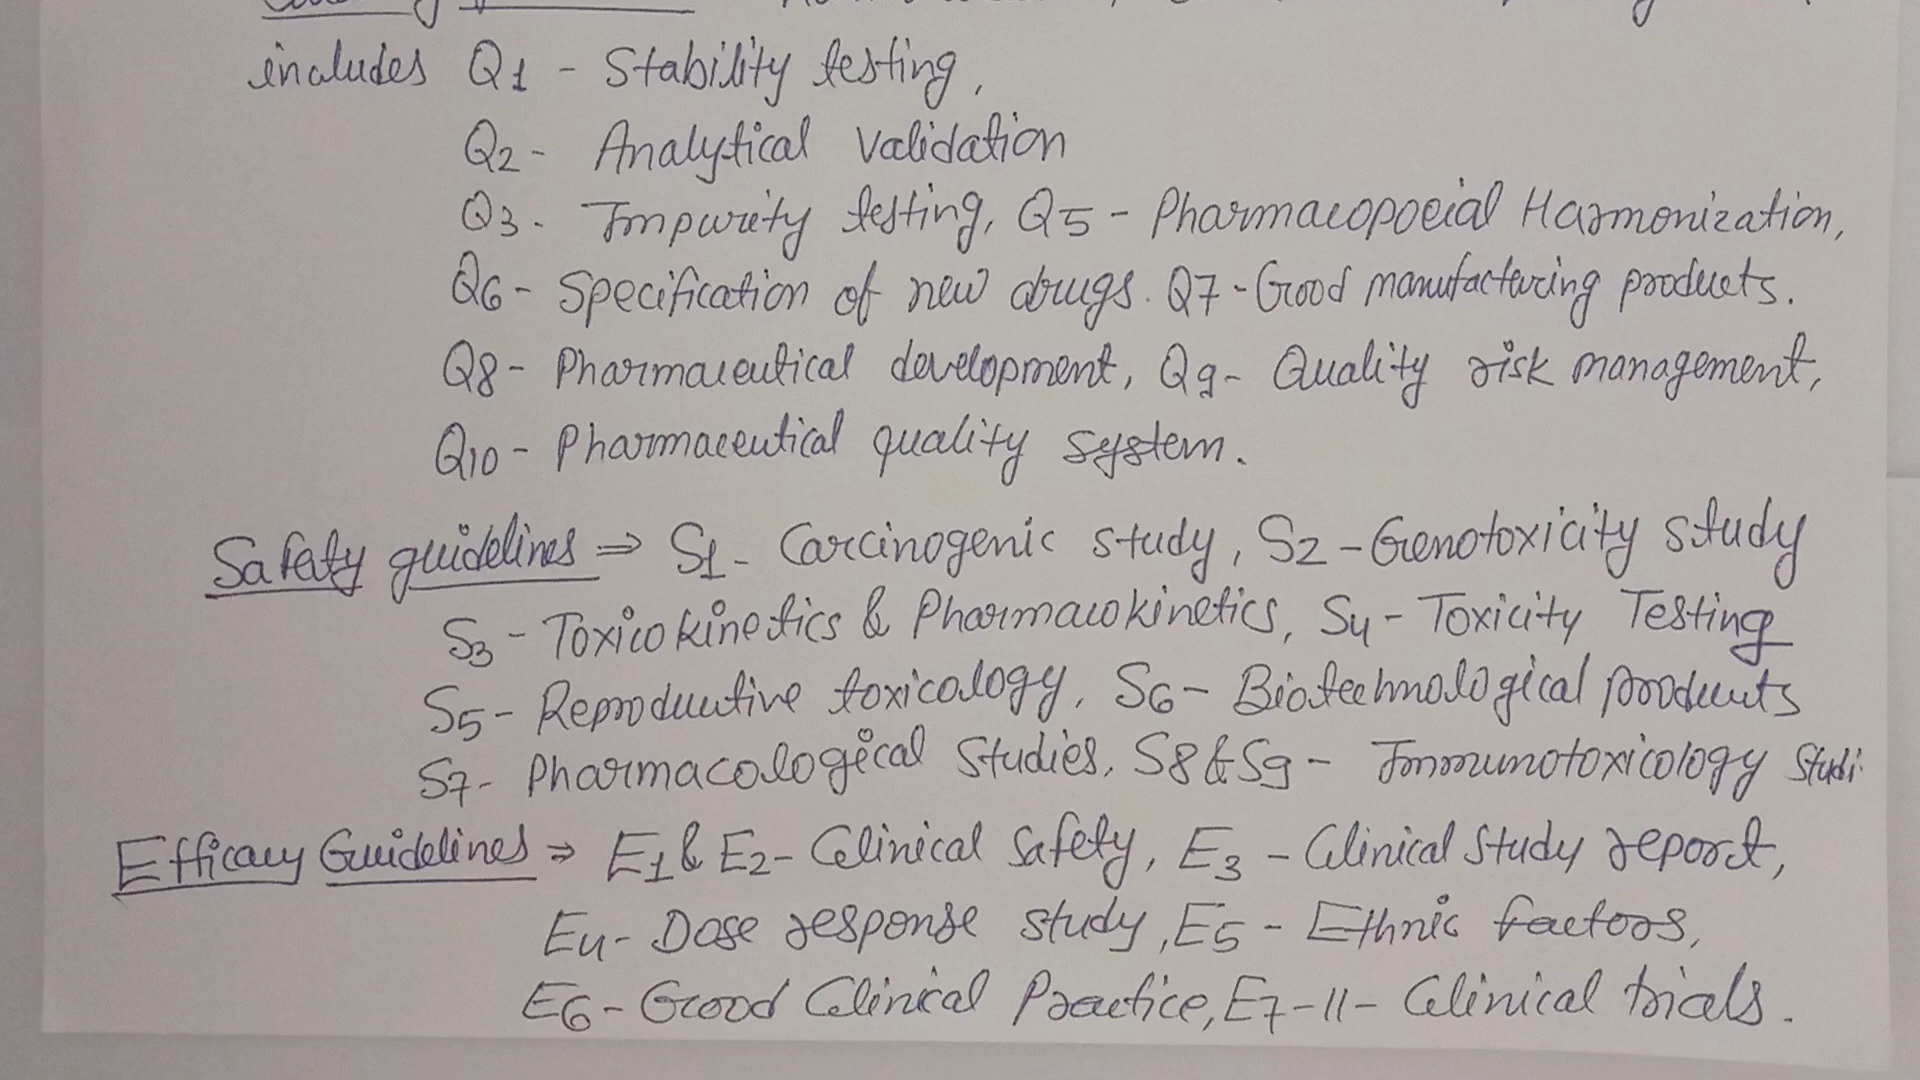 includes Q1 - Stability testing,
Q2 - Analytical Validation
Q3 - Impurity testing, Q5 - Pharmacopoeial Harmonization,
Q6 - Specification of new drugs. Q7 - Good manufacturing products.
Q8 - Pharmaceutical development, Q9 - Quality risk management,
Q10 - Pharmaceutical quality system.
Safety guidelines ⇒ S1 - Carcinogenic study, S2 - Genotoxicity study
S3 - Toxicokinetics & Pharmacokinetics, S4 - Toxicity Testing
S5 - Reproductive toxicology, S6 - Biotechnological products
S7 - Pharmacological Studies, S8 & S9 - Immunotoxicology Studi
Efficacy Guidelines ⇒ E1 & E2 - Clinical Safety, E3 - Clinical Study report,
E4 - Dose response study, E5 - Ethnic factors,
E6 - Good Clinical Practice, E7-11 - Clinical trials.